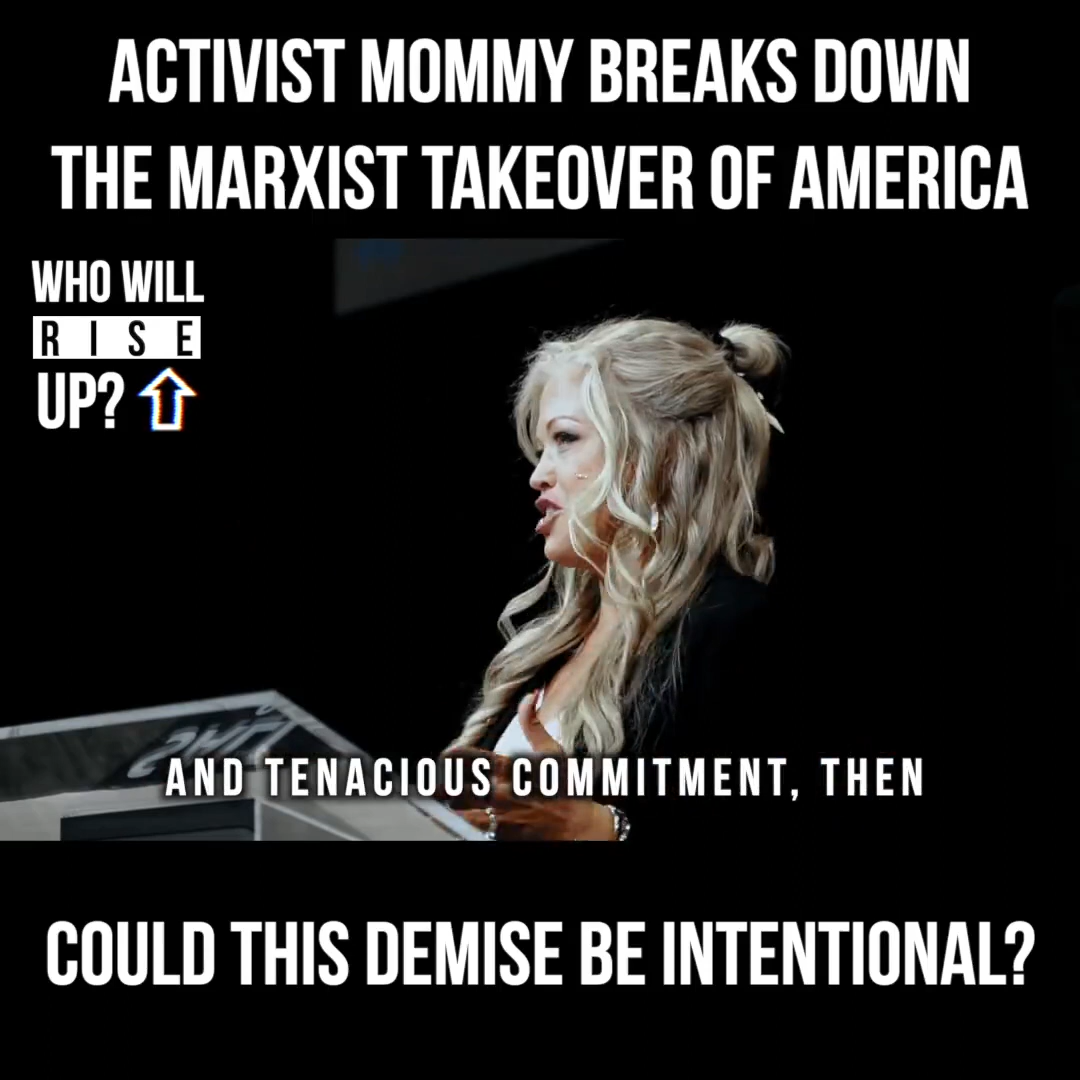 ACTIVIST MOMMY BREAKS DOWN
THE MARXIST TAKEOVER OF AMERICA
WHO WILL
RISE
UP?
AND TENACIOUS COMMITMENT, THEN
COULD THIS DEMISE BE INTENTIONAL?